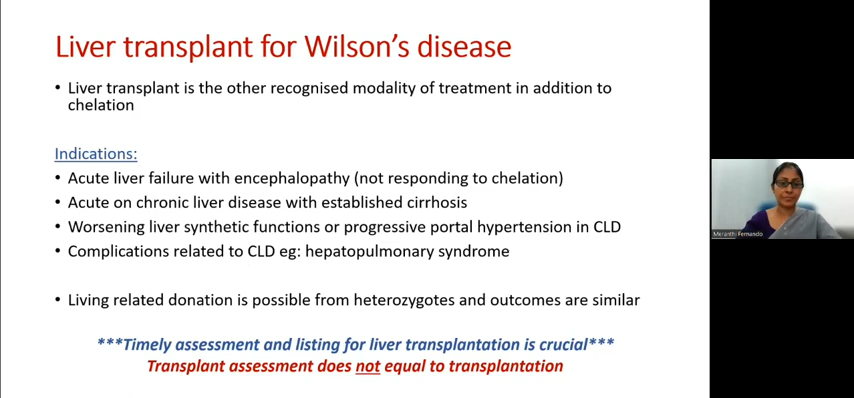 Liver transplant for Wilson's disease
• Liver transplant is the other recognised modality of treatment in addition to
chelation
Indications:
• Acute liver failure with encephalopathy (not responding to chelation)
• Acute on chronic liver disease with established cirrhosis
• Worsening liver synthetic functions or progressive portal hypertension in CLD
• Complications related to CLD eg: hepatopulmonary syndrome
• Living related donation is possible from heterozygotes and outcomes are similar
***Timely assessment and listing for liver transplantation is crucial***
Transplant assessment does not equal to transplantation
Meranthi Fernando